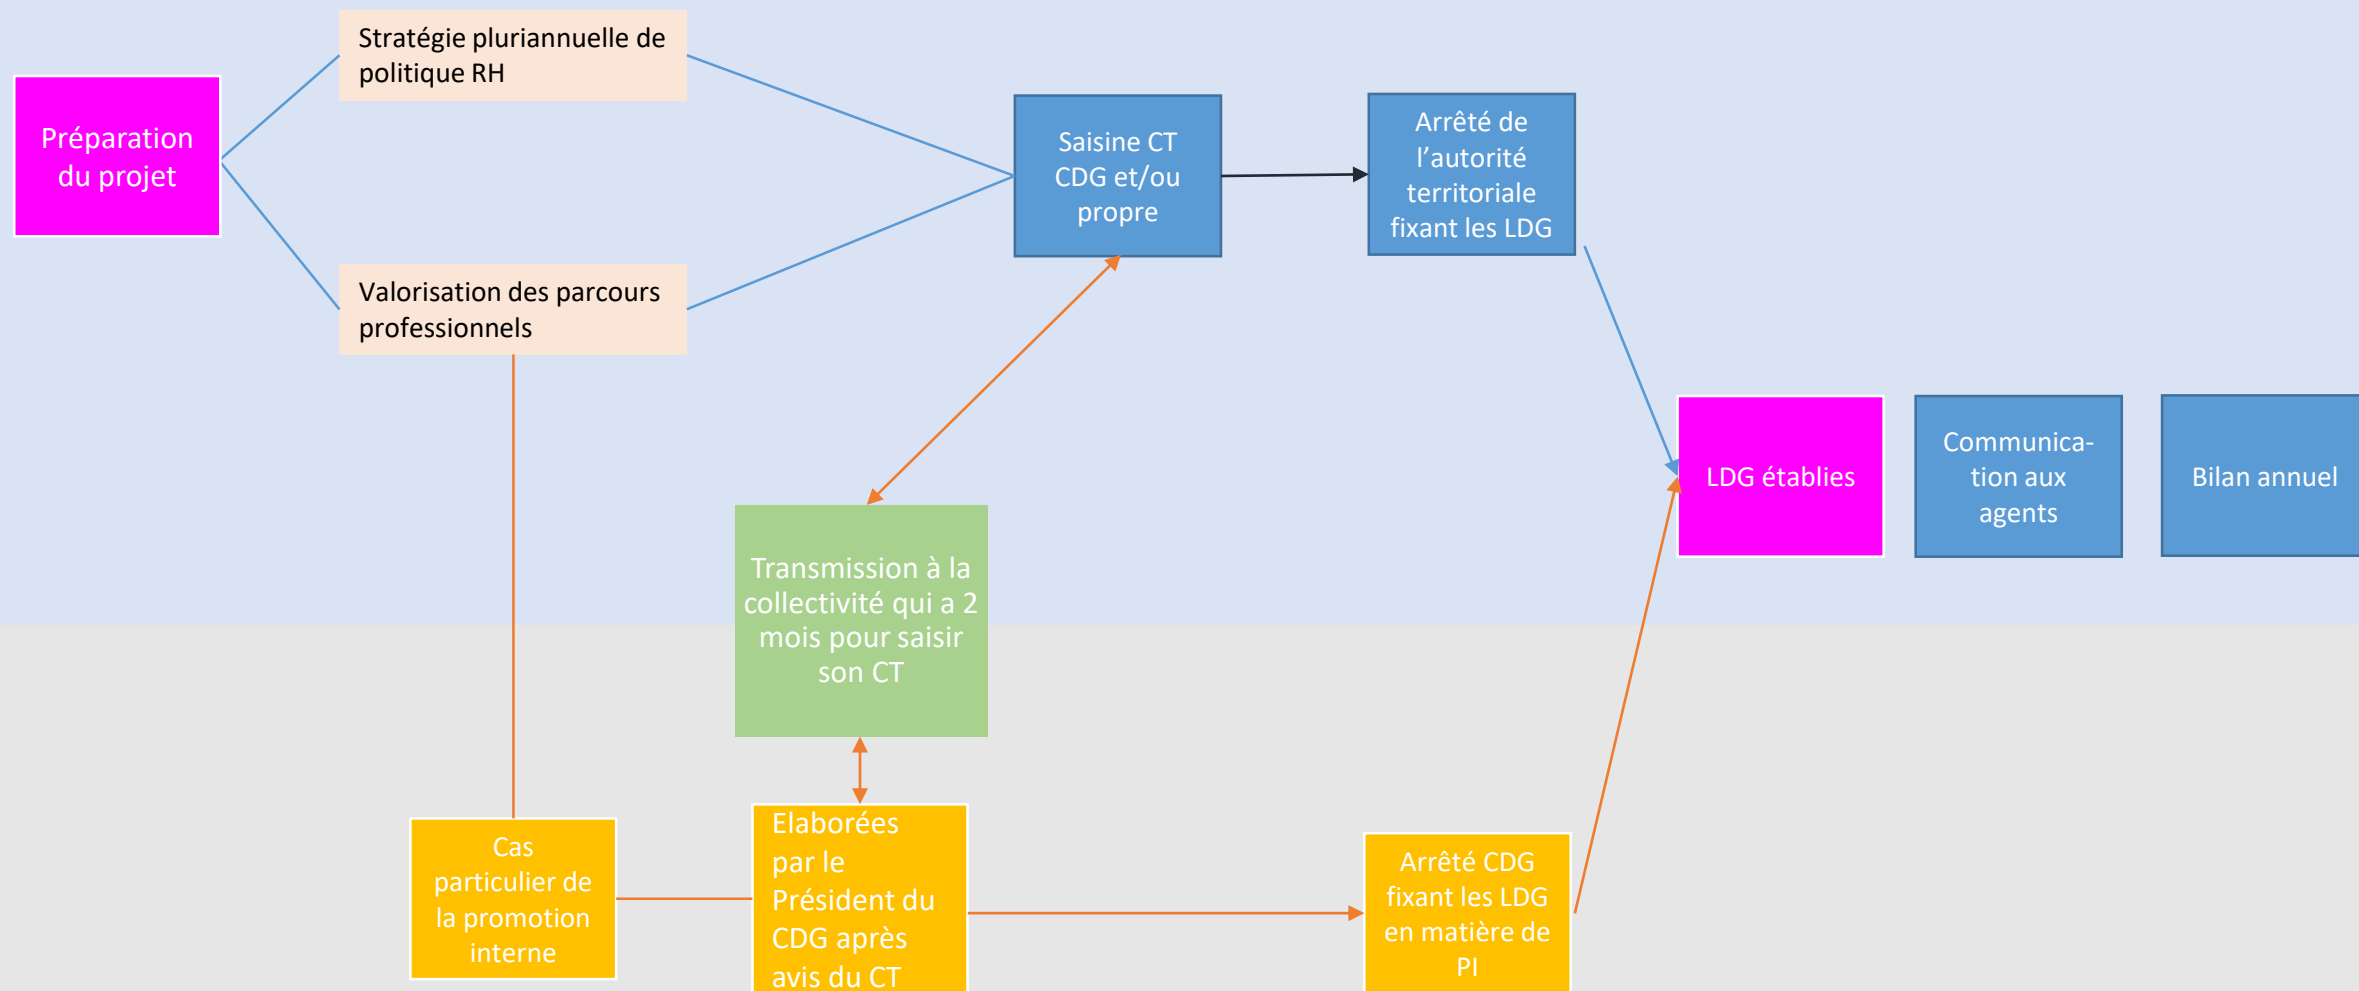 Stratégie pluriannuelle de
politique RH
Préparation
du projet
Valorisation des parcours
professionnels
Saisine CT
CDG et/ou
propre
Arrêté de
l’autorité
territoriale
fixant les LDG
LDG établies
Communica-
tion aux
agents
Bilan annuel
Transmission à la
collectivité qui a 2
mois pour saisir
son CT
Cas
particulier de
la promotion
interne
Elaborées
par le
Président du
CDG après
avis du CT
Arrêté CDG
fixant les LDG
en matière de
PI